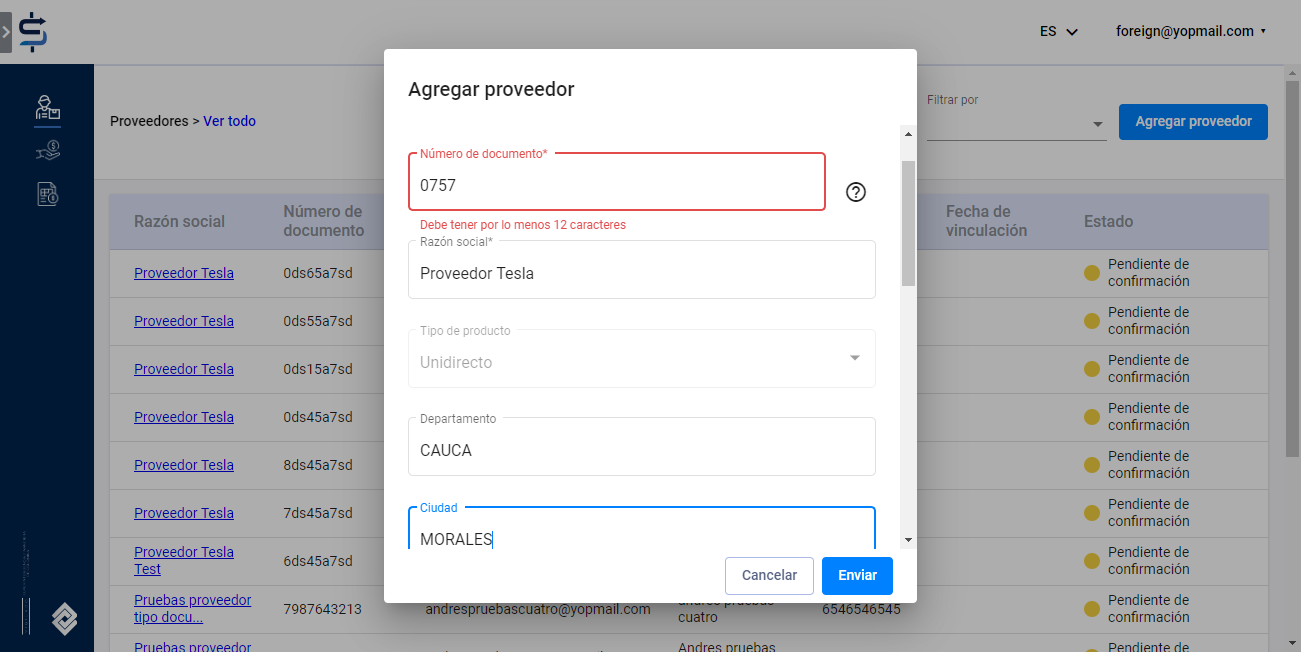 ES
foreign@yopmail.com
Agregar proveedor
Proveedores > Ver todo
Filtrar por
Agregar proveedor
Número de documento*
0757
Debe tener por lo menos 12 caracteres
Razón social*
Proveedor Tesla
Tipo de producto
Unidirecto
Departamento
CAUCA
Ciudad
MORALES
Cancelar
Enviar
Razón social
Número de
documento
Fecha de
vinculación
Estado
Proveedor Tesla
0ds65a7sd
Pendiente de
confirmación
Proveedor Tesla
0ds55a7sd
Pendiente de
confirmación
Proveedor Tesla
0ds15a7sd
Pendiente de
confirmación
Proveedor Tesla
0ds45a7sd
Pendiente de
confirmación
Proveedor Tesla
8ds45a7sd
Pendiente de
confirmación
Proveedor Tesla
7ds45a7sd
Pendiente de
confirmación
Proveedor Tesla
Test
6ds45a7sd
Pendiente de
confirmación
Pruebas proveedor
tipo docu...
7987643213
andrespruebascuatro@yopmail.com
andres pruebas
cuatro
6546546545
Pendiente de
confirmación
Pruebas proveedor
Andres pruebas
Pendiente de